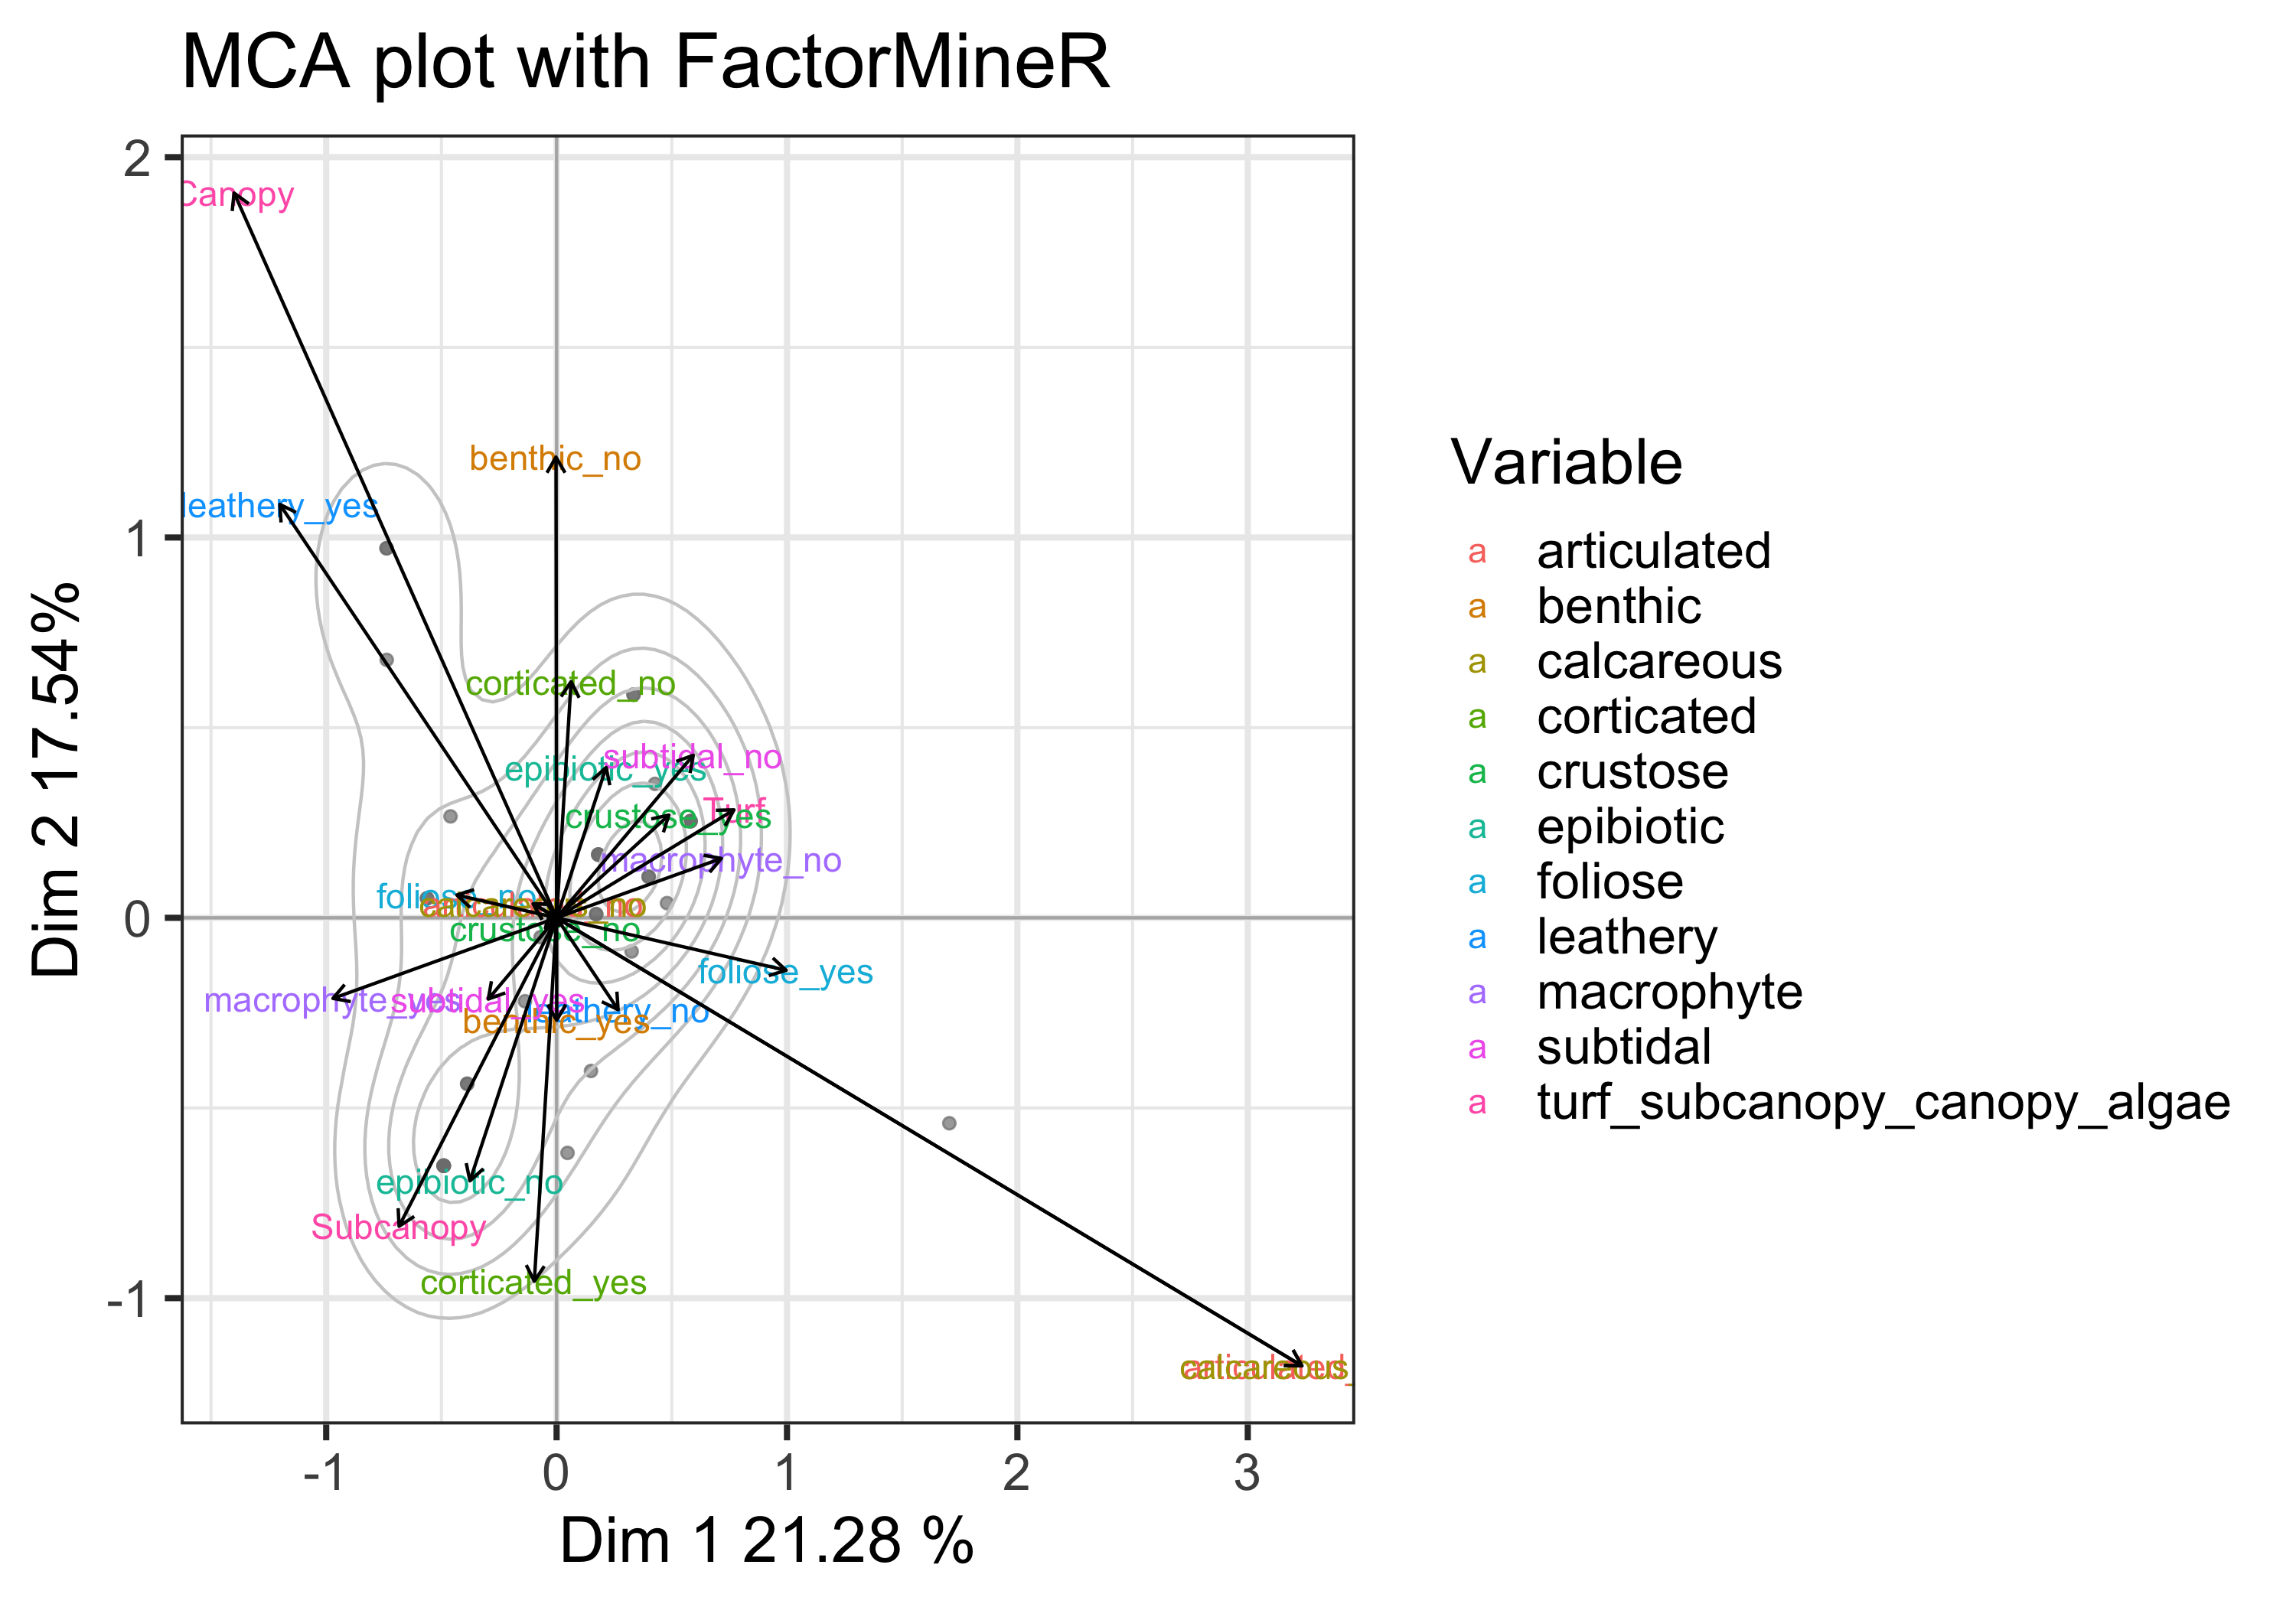 MCA plot with FactorMineR
2
Canopy
benthic_no
leathery_yes
1
corticated_no
subtidal_no
epibiotic_yes
Turf
crustose_yes
macrophyte_no
foliose_no
0
crustose_no
foliose_yes
macrophyte_yes
subtidal_yes
leathery_no
benthic_yes
epibiotic_no
Subcanopy
corticated_yes
-1
-1 0 1 2 3
Dim 1 21.28 %
Dim 2 17.54%
Variable
a articulated
a benthic
a calcareous
a corticated
a crustose
a epibiotic
a foliose
a leathery
a macrophyte
a subtidal
a turf_subcanopy_canopy_algae